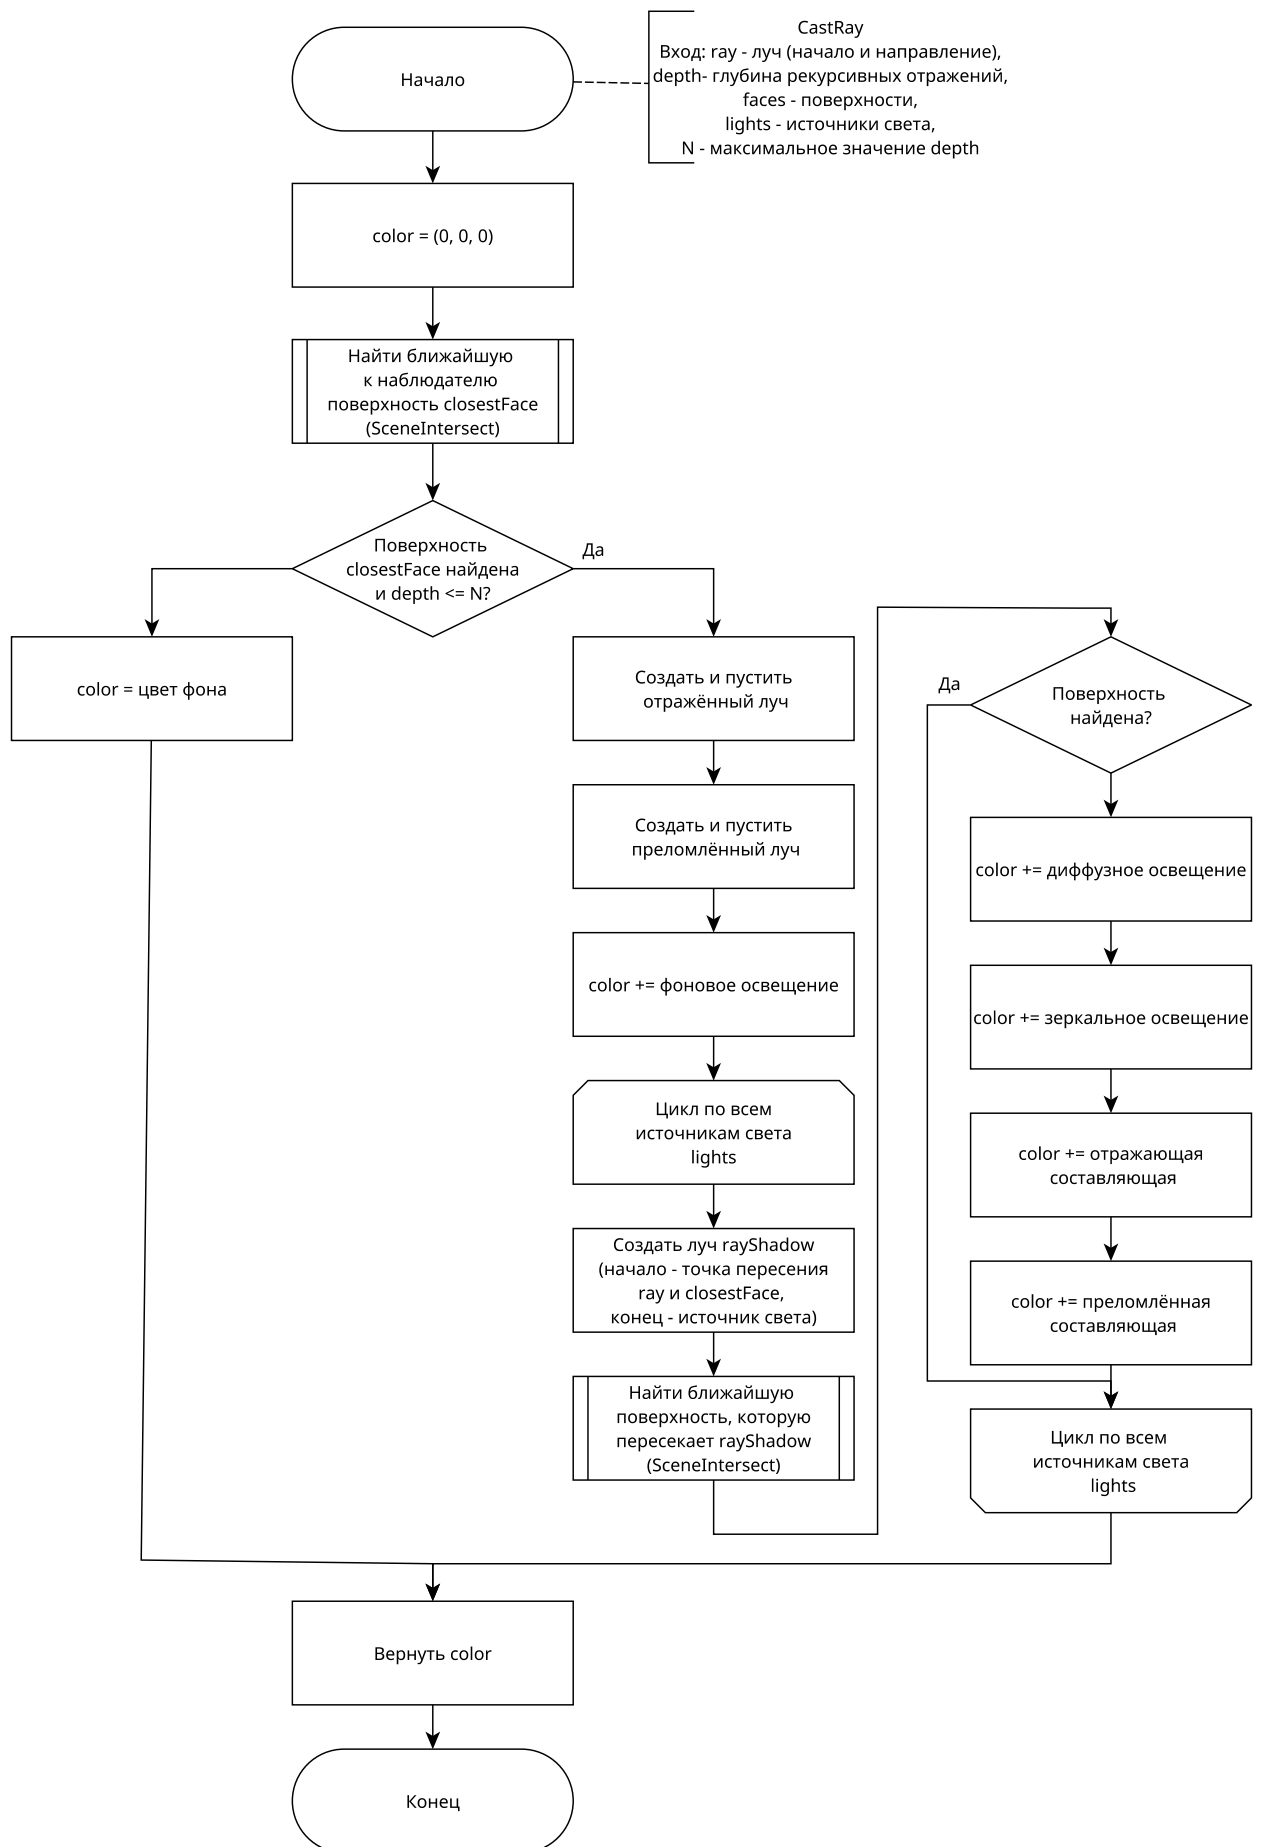 Начало
CastRay
Вход: ray - луч (начало и направление),
depth- глубина рекурсивных отражений,
faces - поверхности,
lights - источники света,
N - максимальное значение depth
color = (0, 0, 0)
Найти ближайшую
к наблюдателю
поверхность closestFace
(SceneIntersect)
Поверхность
closestFace найдена
и depth <= N?
Да
color = цвет фона
Создать и пустить
отражённый луч
Создать и пустить
преломлённый луч
color += фоновое освещение
Цикл по всем
источникам света
lights
Создать луч rayShadow
(начало - точка пересения
ray и closestFace,
конец - источник света)
Найти ближайшую
поверхность, которую
пересекает rayShadow
(SceneIntersect)
Да
Поверхность
найдена?
color += диффузное освещение
color += зеркальное освещение
color += отражающая
составляющая
color += преломлённая
составляющая
Цикл по всем
источникам света
lights
Вернуть color
Конец